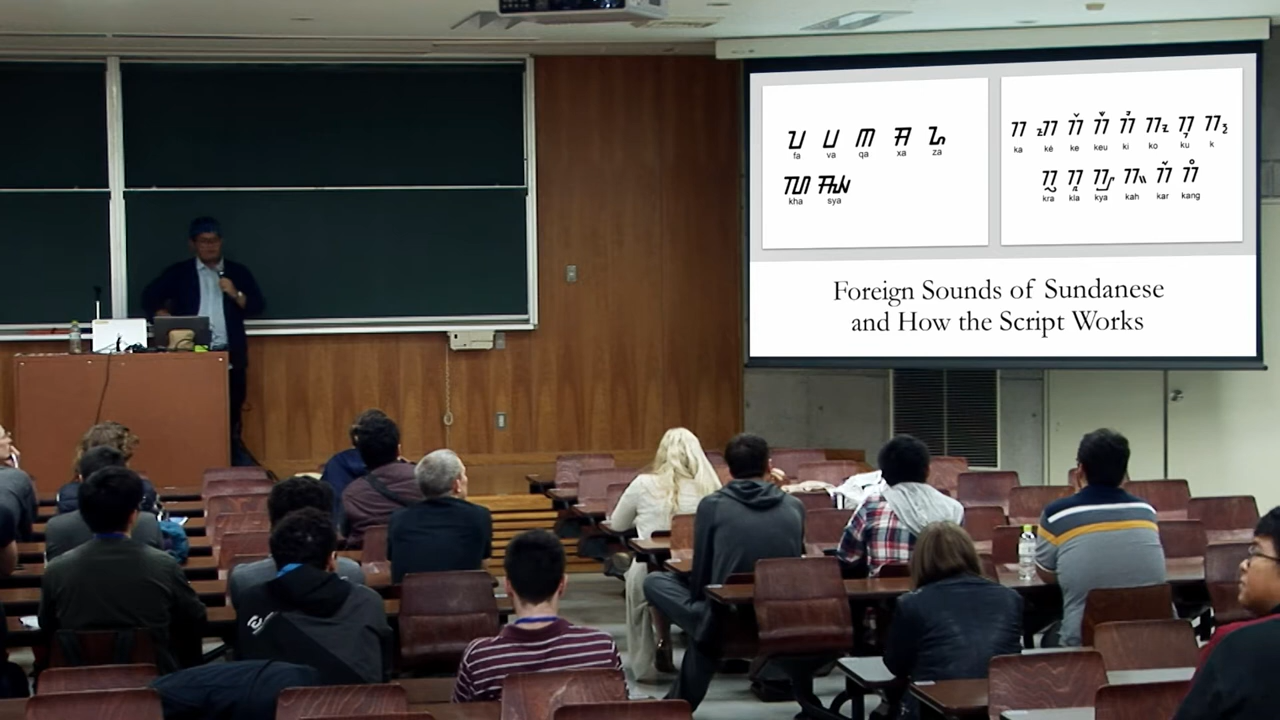 ᮖ ᮗ ᮋ ᮟ ᮐ
fa va qa xa za
ᮮ ᮯ
kha sya
ᮊ ᮊᮦ ᮊᮨ ᮊᮩ ᮊᮤ ᮊᮧ ᮊᮥ ᮊ᮪
ka ké ke keu ki ko ku k
ᮊᮢ ᮊᮣ ᮊᮡ ᮊᮂ ᮊᮁ ᮊᮀ
kra kla kya kah kar kang
Foreign Sounds of Sundanese
and How the Script Works